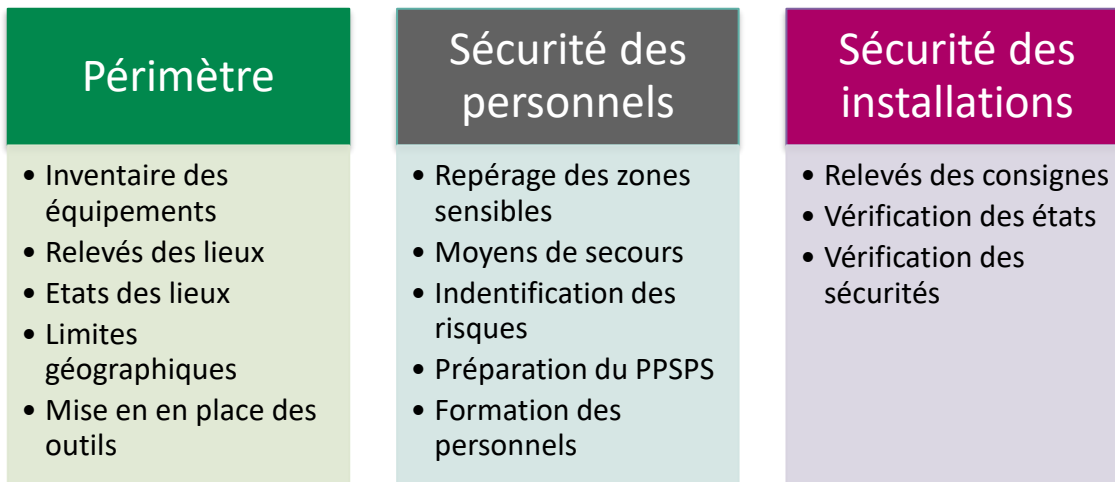 Périmètre
• Inventaire des
équipements
• Relevés des lieux
• Etats des lieux
• Limites
géographiques
• Mise en en place des
outils
Sécurité des
personnels
• Repérage des zones
sensibles
• Moyens de secours
• Indentification des
risques
• Préparation du PPSPS
• Formation des
personnels
Sécurité des
installations
• Relevés des consignes
• Vérification des états
• Vérification des
sécurités